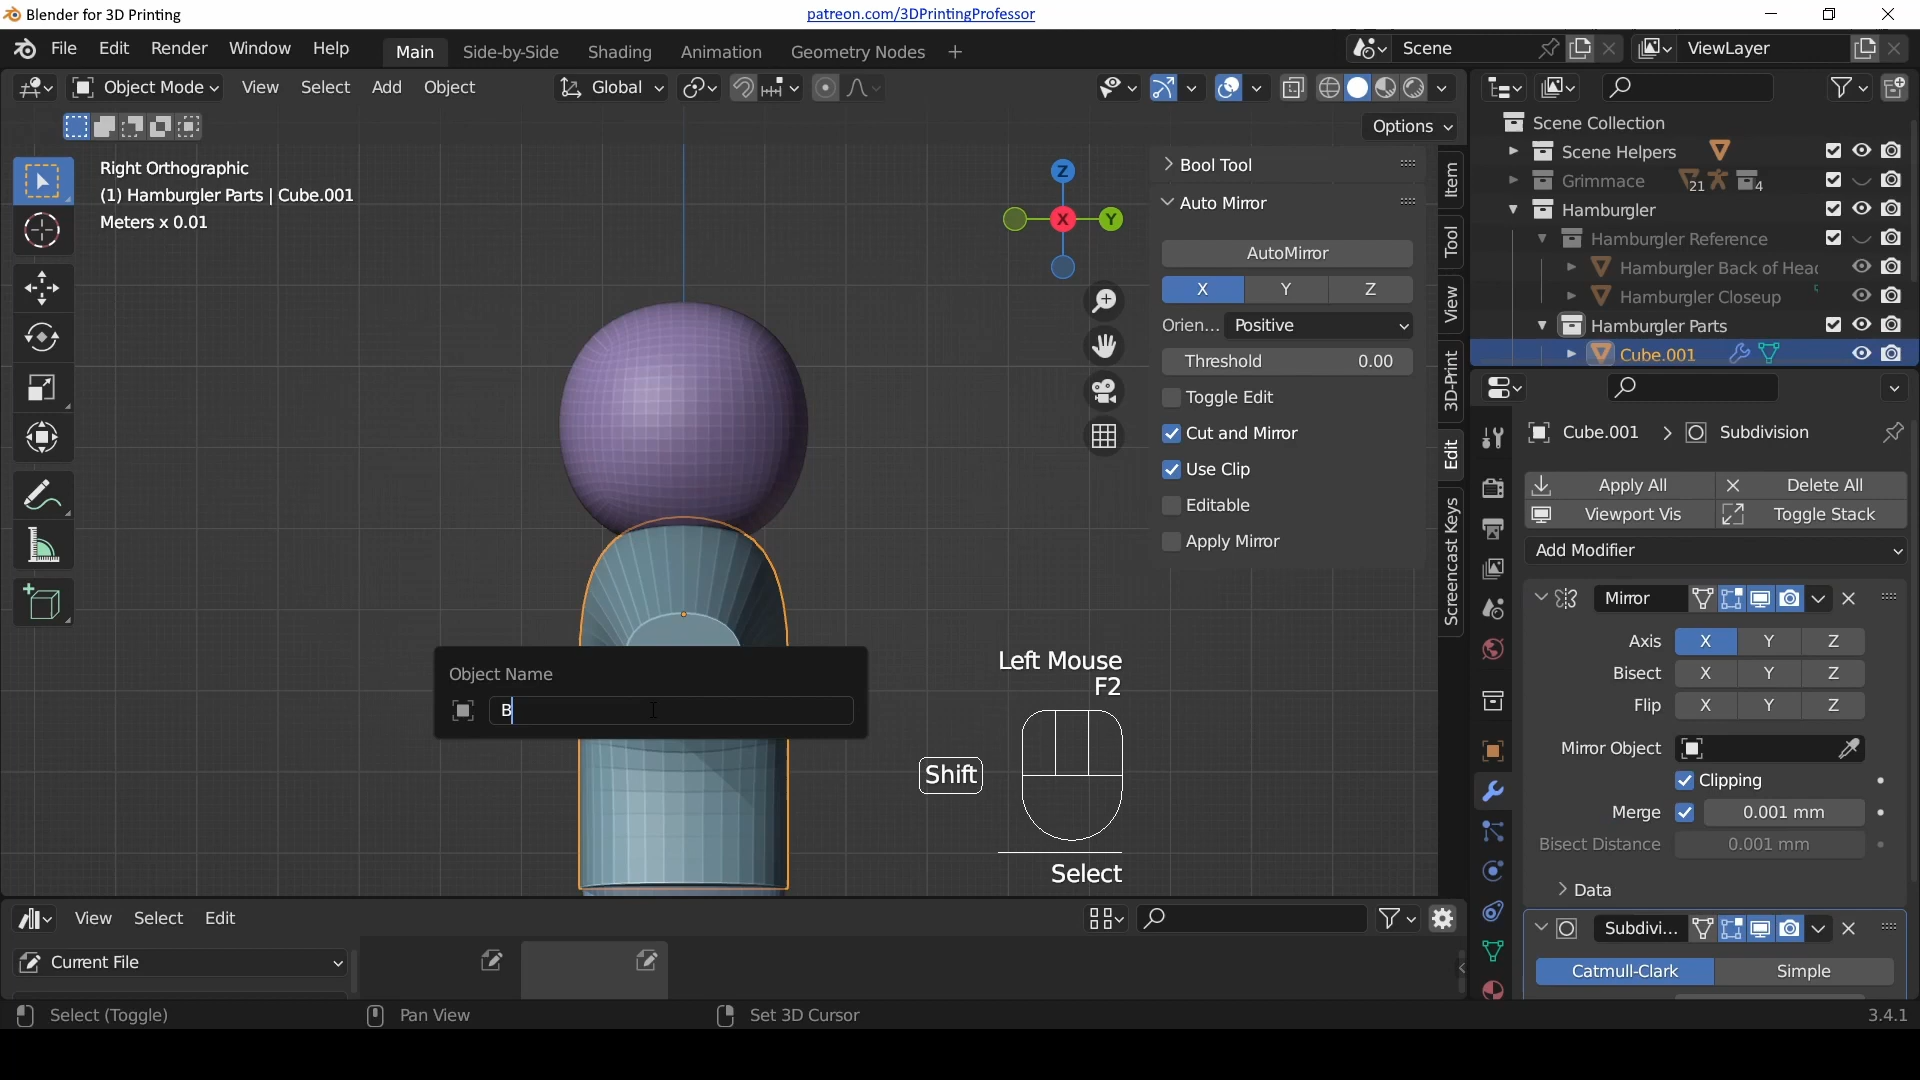 Blender for 3D Printing
patreon.com/3DPrintingProfessor
File Edit Render Window Help
Main Side-by-Side Shading Animation Geometry Nodes +
Scene
ViewLayer
Object Mode View Select Add Object
Global
Options
Right Orthographic
(1) Hamburgler Parts | Cube.001
Meters x 0.01
Z
X
Y
Bool Tool
Auto Mirror
AutoMirror
X Y Z
Orien... Positive
Threshold 0.00
Toggle Edit
Cut and Mirror
Use Clip
Editable
Apply Mirror
Item
Tool
View
3D-Print
Edit
Screencast Keys
Scene Collection
Scene Helpers
Grimmace 21 4
Hamburgler
Hamburgler Reference
Hamburgler Back of Head
Hamburgler Closeup
Hamburgler Parts
Cube.001
Cube.001 > Subdivision
Apply All Delete All
Viewport Vis Toggle Stack
Add Modifier
Mirror
Axis X Y Z
Bisect X Y Z
Flip X Y Z
Mirror Object
Clipping
Merge 0.001 mm
Bisect Distance 0.001 mm
Data
Subdivi...
Catmull-Clark Simple
Object Name
B
Left Mouse
F2
Shift
Select
View Select Edit
Current File
Select (Toggle) Pan View Set 3D Cursor 3.4.1